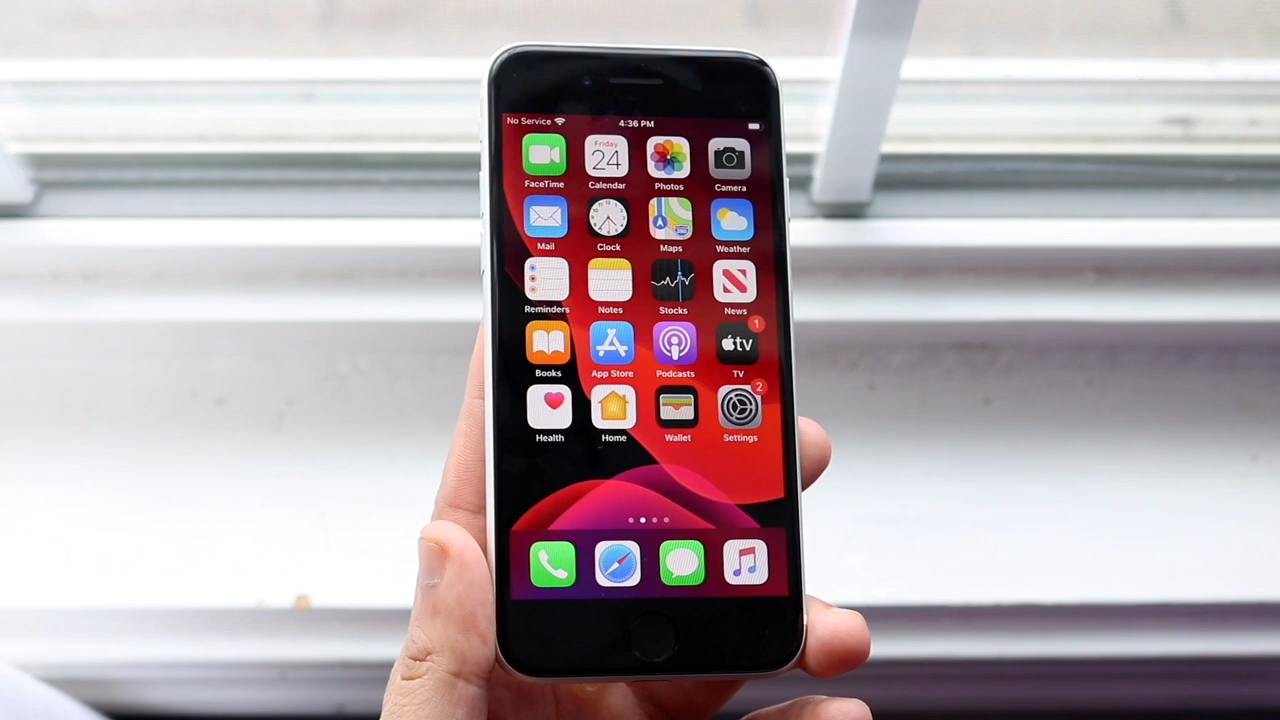 No Service 4:36 PM
Friday
24
FaceTime Calendar Photos Camera
Mail Clock Maps Weather
Reminders Notes Stocks News
1
tv
Books App Store Podcasts TV
2
Health Home Wallet Settings